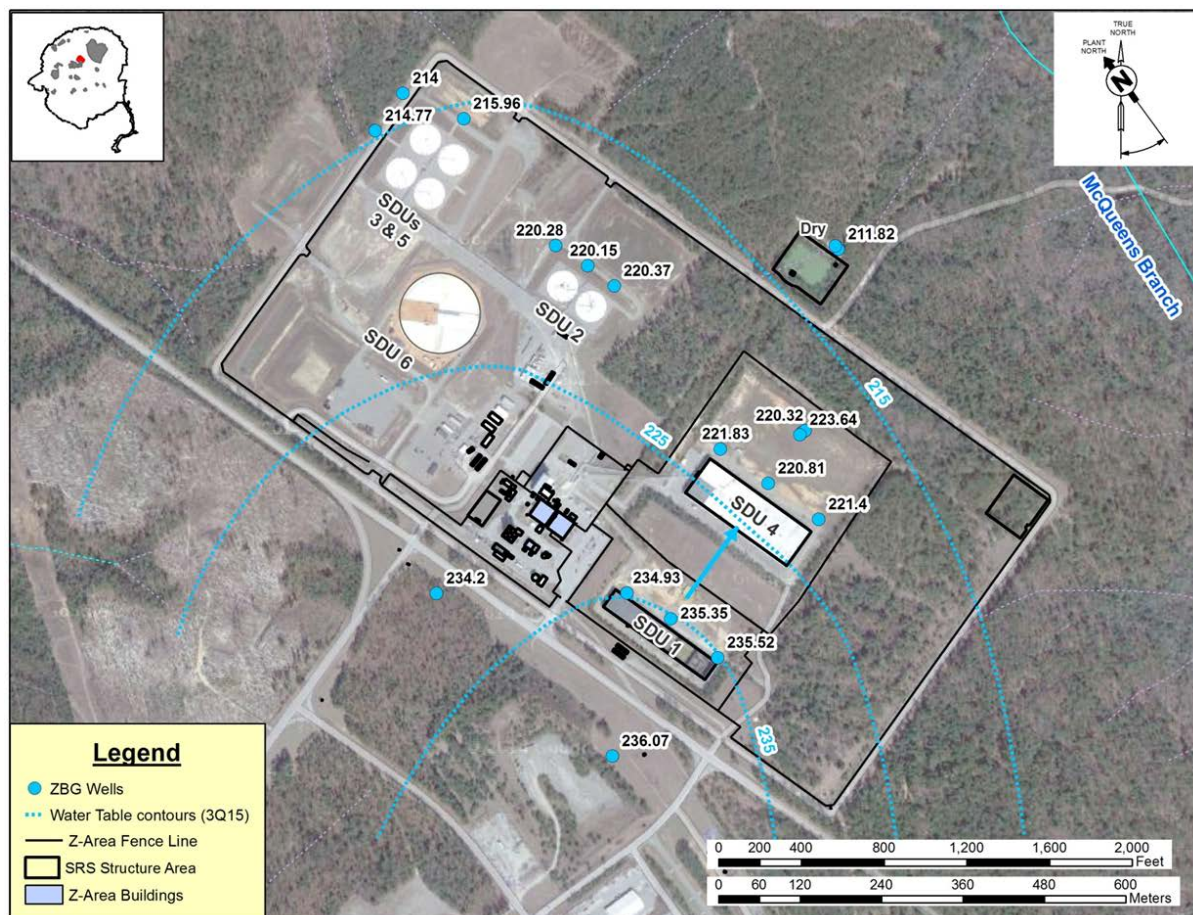 TRUE
NORTH
PLANT
NORTH
N
McQueens Branch
214
214.77
215.96
SDUs
3 & 5
220.28
220.15
220.37
Dry
211.82
SDU 2
SDU 6
215
225
220.32
223.64
221.83
220.81
221.4
SDU 4
234.2
234.93
235.35
235.52
SDU 1
235
236.07
Legend
ZBG Wells
Water Table contours (3Q15)
Z-Area Fence Line
SRS Structure Area
Z-Area Buildings
0 200 400 800 1,200 1,600 2,000
Feet
0 60 120 240 360 480 600
Meters